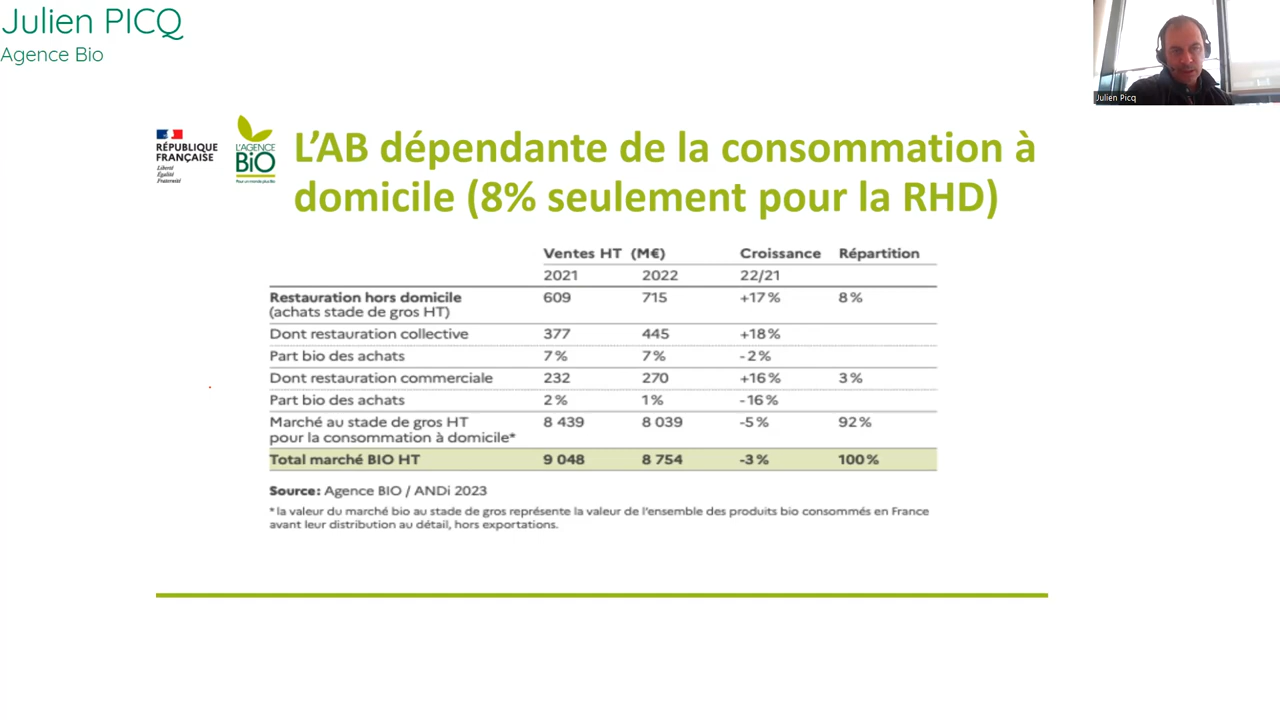 Julien PICQ
Agence Bio
Julien Picq
RÉPUBLIQUE
FRANÇAISE
Liberté
Égalité
Fraternité
L'AGENCE
BiO
Pour un monde plus Bio
L'AB dépendante de la consommation à
domicile (8% seulement pour la RHD)
Ventes HT (M€) Croissance Répartition
2021 2022 22/21
Restauration hors domicile 609 715 +17 % 8 %
(achats stade de gros HT)
Dont restauration collective 377 445 +18 %
Part bio des achats 7 % 7 % - 2 %
Dont restauration commerciale 232 270 +16 % 3 %
Part bio des achats 2 % 1 % -16 %
Marché au stade de gros HT 8 439 8 039 -5 % 92 %
pour la consommation à domicile*
Total marché BIO HT 9 048 8 754 -3 % 100 %
Source: Agence BIO / ANDi 2023
* la valeur du marché bio au stade de gros représente la valeur de l'ensemble des produits bio consommés en France
avant leur distribution au détail, hors exportations.